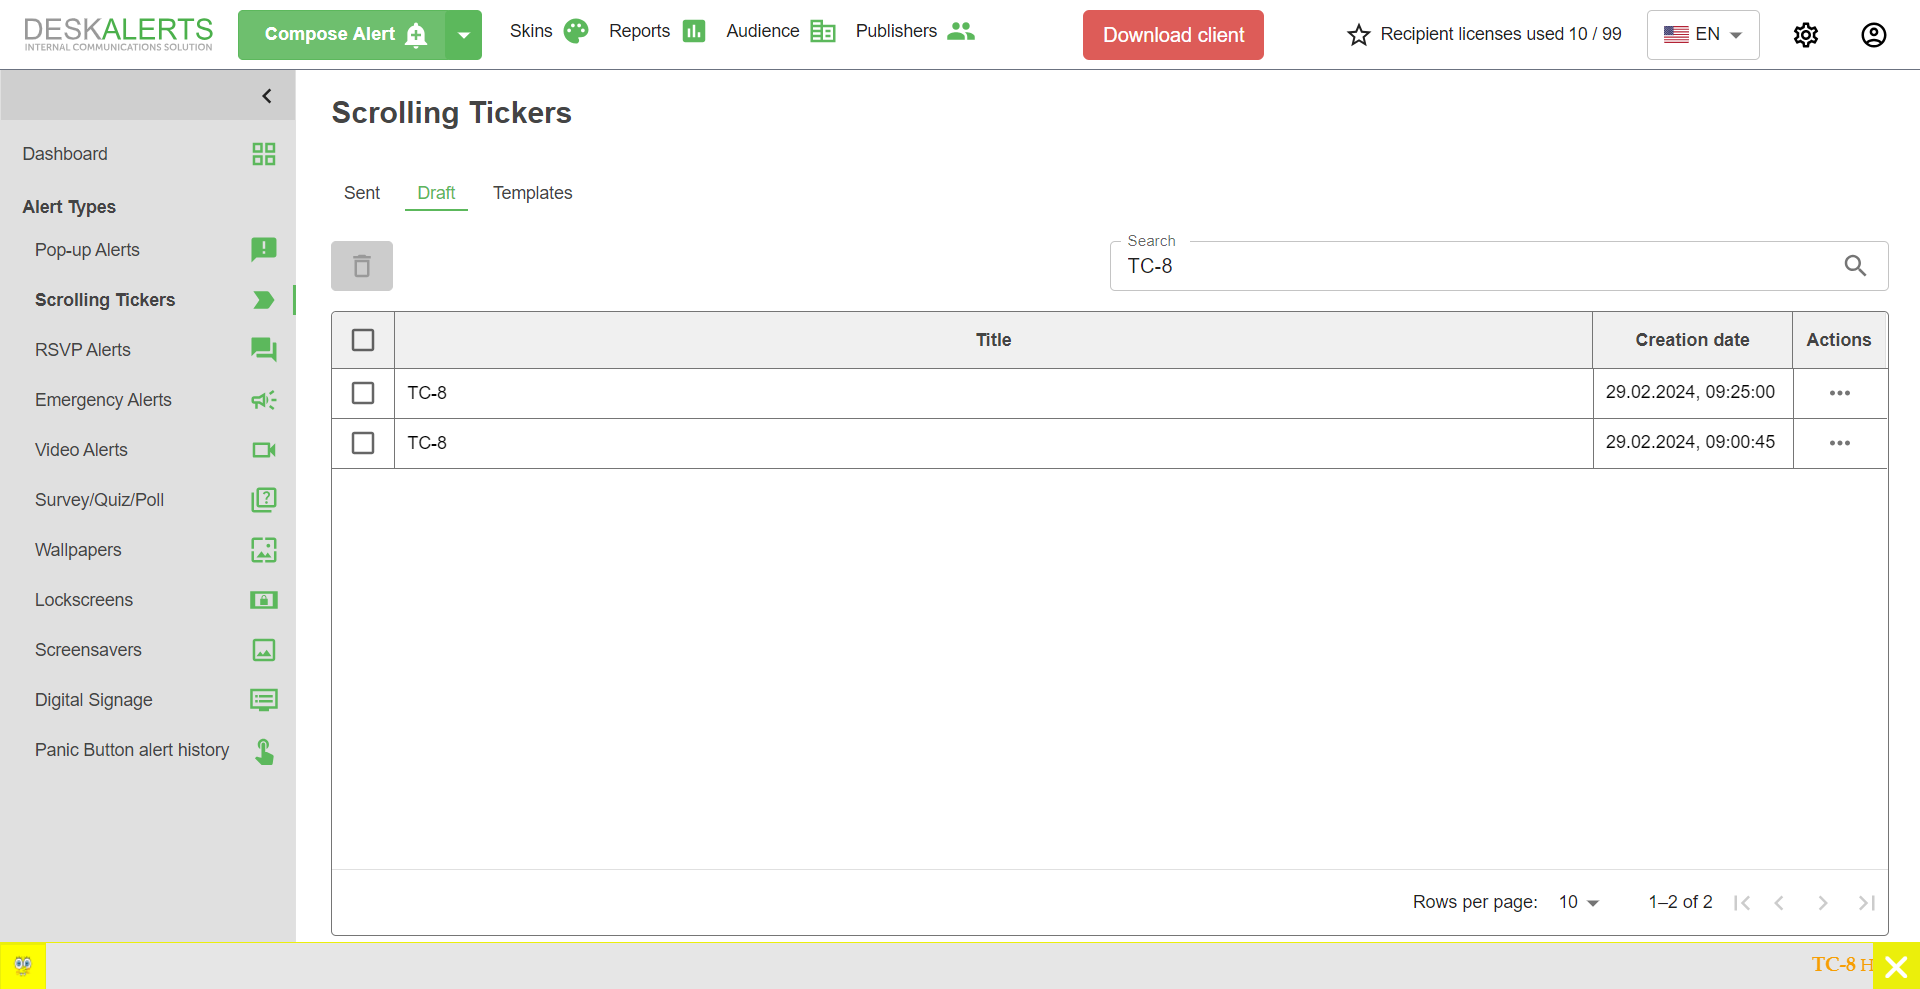 DESKALERTS
INTERNAL COMMUNICATIONS SOLUTION
Compose Alert
Skins
Reports
Audience
Publishers
Download client
Recipient licenses used 10 / 99
EN
Scrolling Tickers
Dashboard
Alert Types
Pop-up Alerts
Scrolling Tickers
RSVP Alerts
Emergency Alerts
Video Alerts
Survey/Quiz/Poll
Wallpapers
Lockscreens
Screensavers
Digital Signage
Panic Button alert history
Sent Draft Templates
Search
TC-8
Title Creation date Actions
TC-8 29.02.2024, 09:25:00
TC-8 29.02.2024, 09:00:45
Rows per page: 10 1–2 of 2
TC-8 H